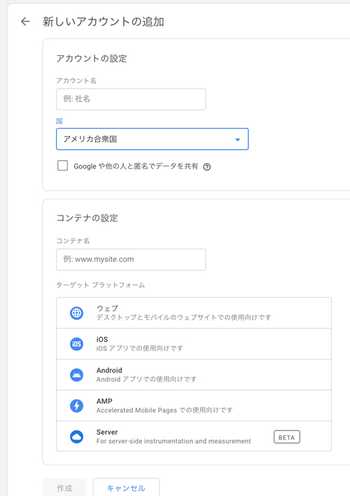 新しいアカウントの追加
アカウントの設定
アカウント名
例: 社名
国
アメリカ合衆国
Google や他の人と匿名でデータを共有
コンテナの設定
コンテナ名
例: www.mysite.com
ターゲット プラットフォーム
ウェブ
デスクトップとモバイルのウェブサイトでの使用向けです
iOS
iOS
iOS アプリでの使用向けです
Android
Android アプリでの使用向けです
AMP
Accelerated Mobile Pages での使用向けです
Server
For server-side instrumentation and measurement
BETA
作成
キャンセル